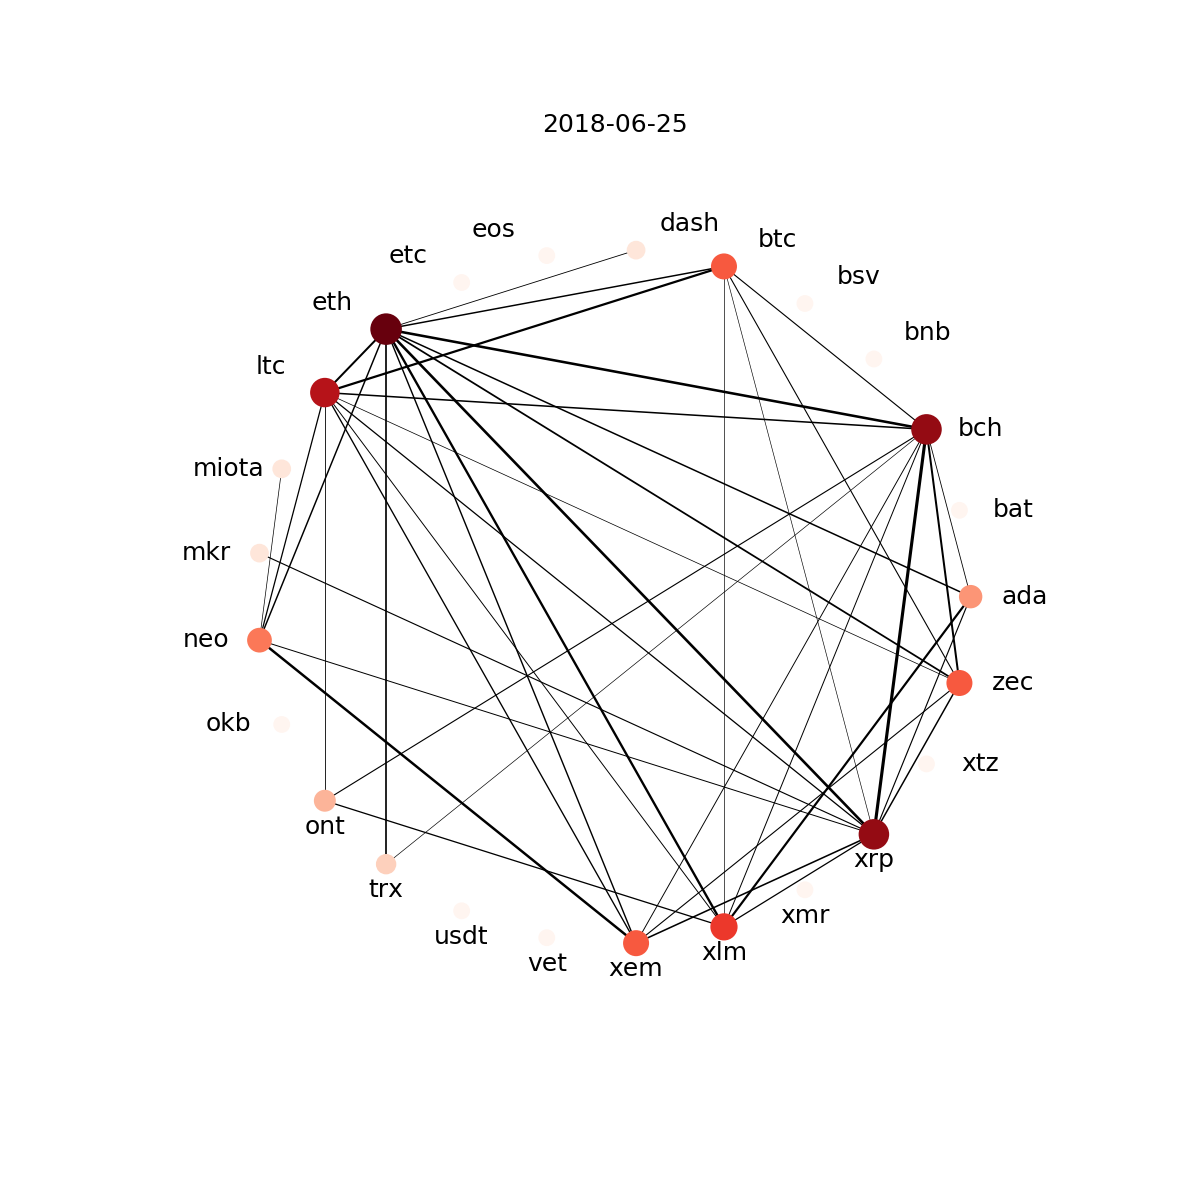 2018-06-25
dash
eos
btc
etc
bsv
eth
bnb
ltc
bch
miota
bat
mkr
ada
neo
zec
okb
xtz
ont
xrp
trx
xmr
usdt
xlm
vet
xem